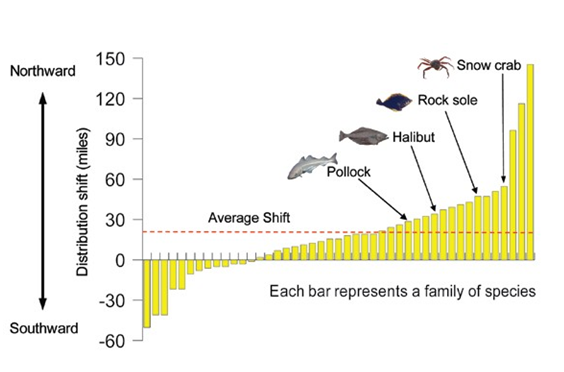 150
Northward
Snow crab
120
Rock sole
90
Halibut
Distribution shift (miles)
60
Pollock
30
Average Shift
0
-30
Each bar represents a family of species
Southward
-60